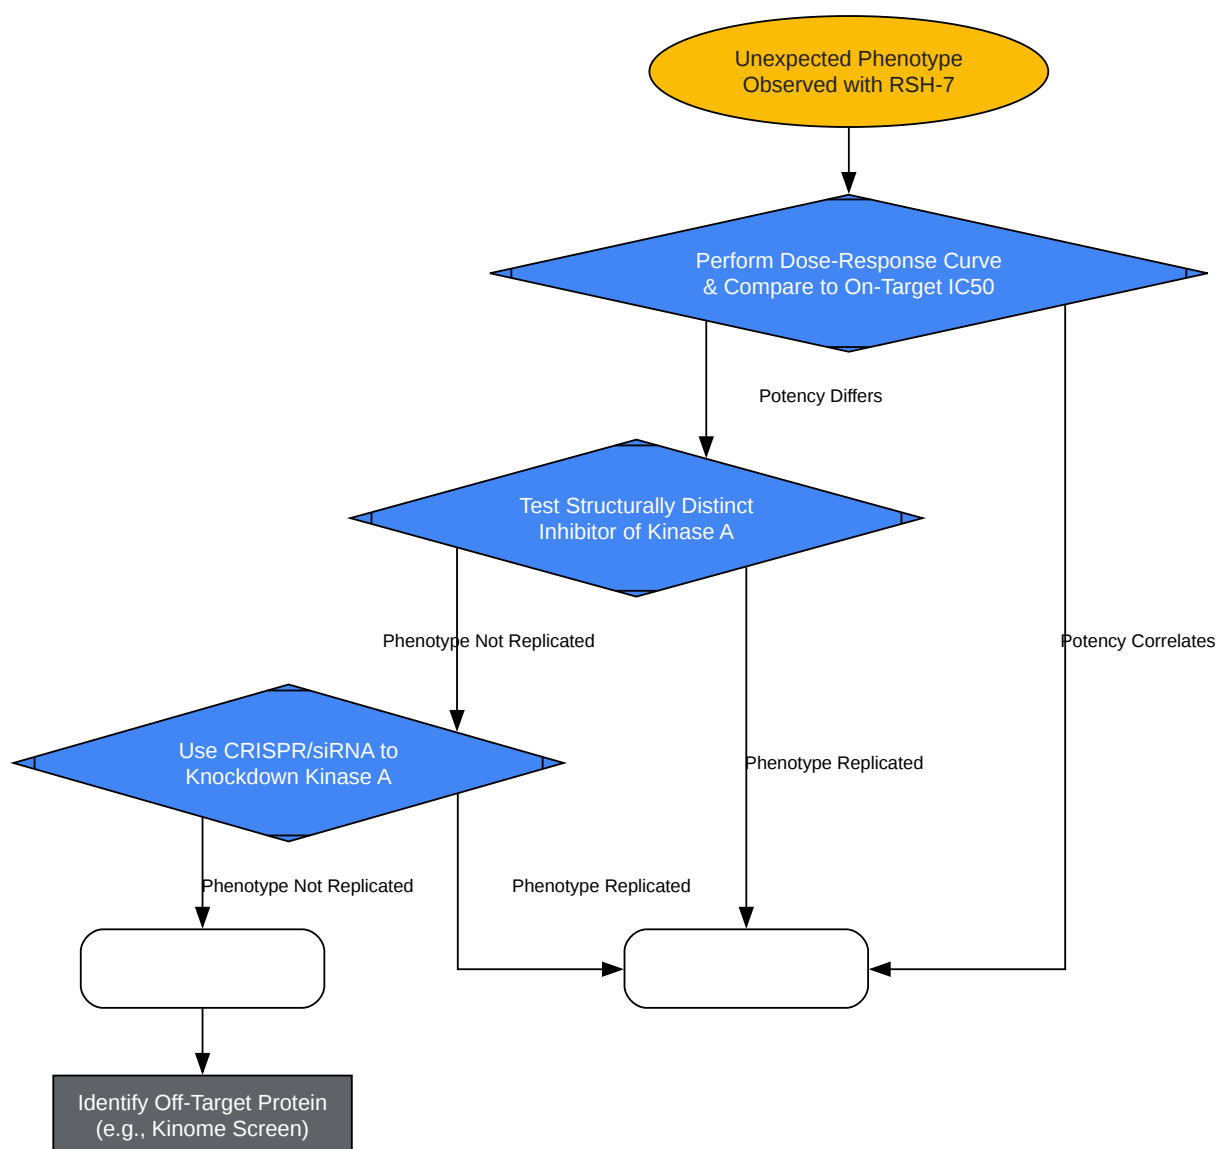 Unexpected Phenotype
Observed with RSH-7
Perform Dose-Response Curve
& Compare to On-Target IC50
Potency Differs
Test Structurally Distinct
Inhibitor of Kinase A
Phenotype Not Replicated
Potency Correlates
Use CRISPR/siRNA to
Knockdown Kinase A
Phenotype Replicated
Phenotype Not Replicated
Phenotype Replicated
Identify Off-Target Protein
(e.g., Kinome Screen)